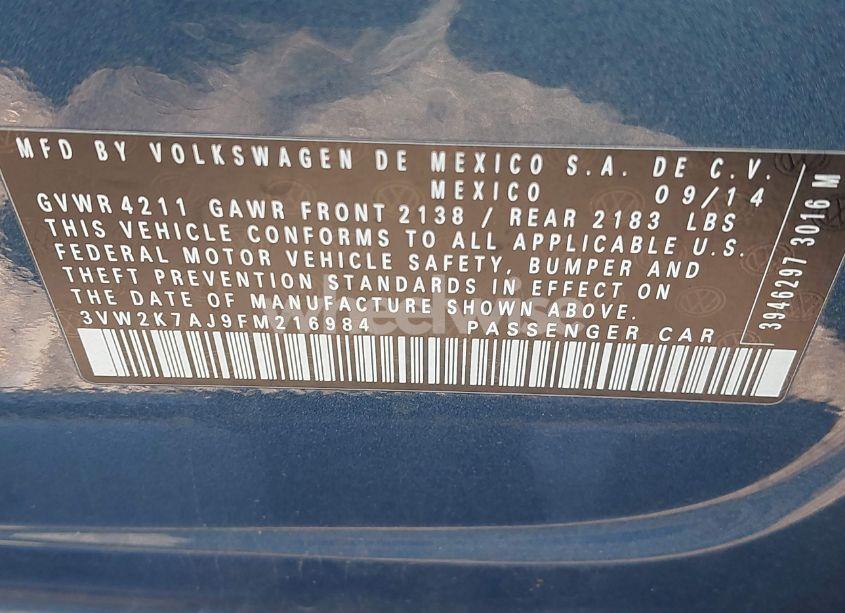 MFD BY VOLKSWAGEN DE MEXICO S.A. DE C.V.
MEXICO 09/14
GVWR 4211 GAWR FRONT 2138 / REAR 2183 LBS
THIS VEHICLE CONFORMS TO ALL APPLICABLE U.S.
FEDERAL MOTOR VEHICLE SAFETY, BUMPER AND
THEFT PREVENTION STANDARDS IN EFFECT ON
THE DATE OF MANUFACTURE SHOWN ABOVE.
3VW2K7AJ9FM216984 PASSENGER CAR
3946297 3016 M
wheelwise